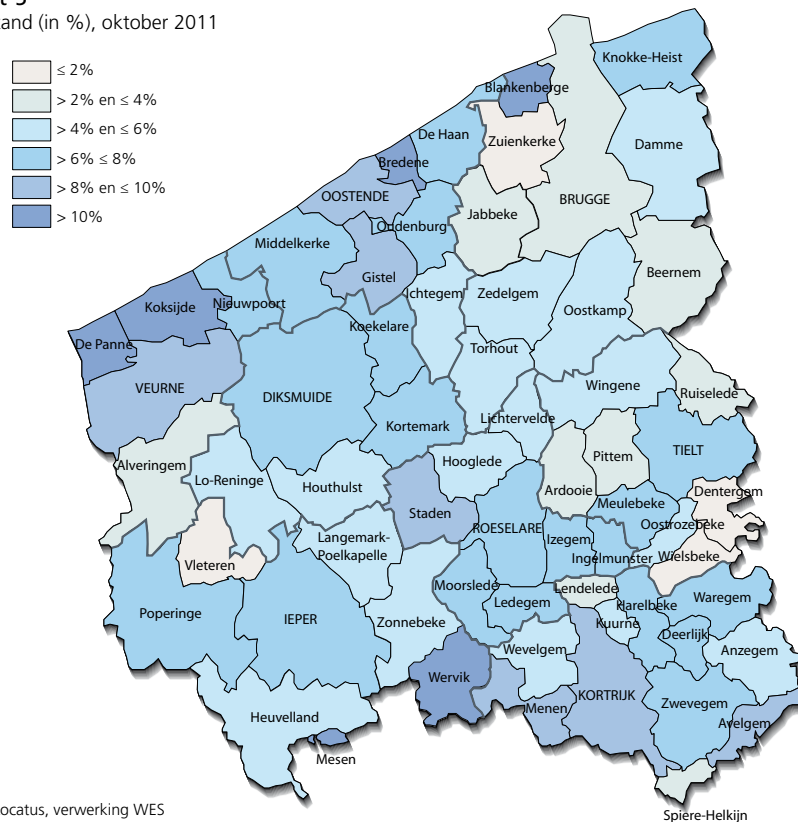 tand (in %), oktober 2011
≤ 2%
> 2% en ≤ 4%
> 4% en ≤ 6%
> 6% ≤ 8%
> 8% en ≤ 10%
> 10%
Knokke-Heist
Blankenberge
De Haan
Zuienkerke
Damme
Bredene
OOSTENDE
BRUGGE
Jabbeke
Oudenburg
Middelkerke
Gistel
Beernem
Ichtegem
Zedelgem
Koksijde
Nieuwpoort
Oostkamp
Koekelare
De Panne
Torhout
VEURNE
Wingene
DIKSMUIDE
Ruiselede
Lichtervelde
Kortemark
TIELT
Pittem
Alveringem
Hooglede
Lo-Reninge
Houthulst
Ardooie
Dentergem
Meulebeke
Staden
Oostrozebeke
ROESELARE
Langemark-
Poelkapelle
Izegem
Ingelmunster
Wielsbeke
Vleteren
Moorslede
Lendelede
Waregem
Ledegem
Harelbeke
Poperinge
IEPER
Zonnebeke
Kuurne
Deerlijk
Wevelgem
Anzegem
Wervik
KORTRIJK
Zwevegem
Menen
Heuvelland
Avelgem
Mesen
ocatus, verwerking WES
Spiere-Helkijn